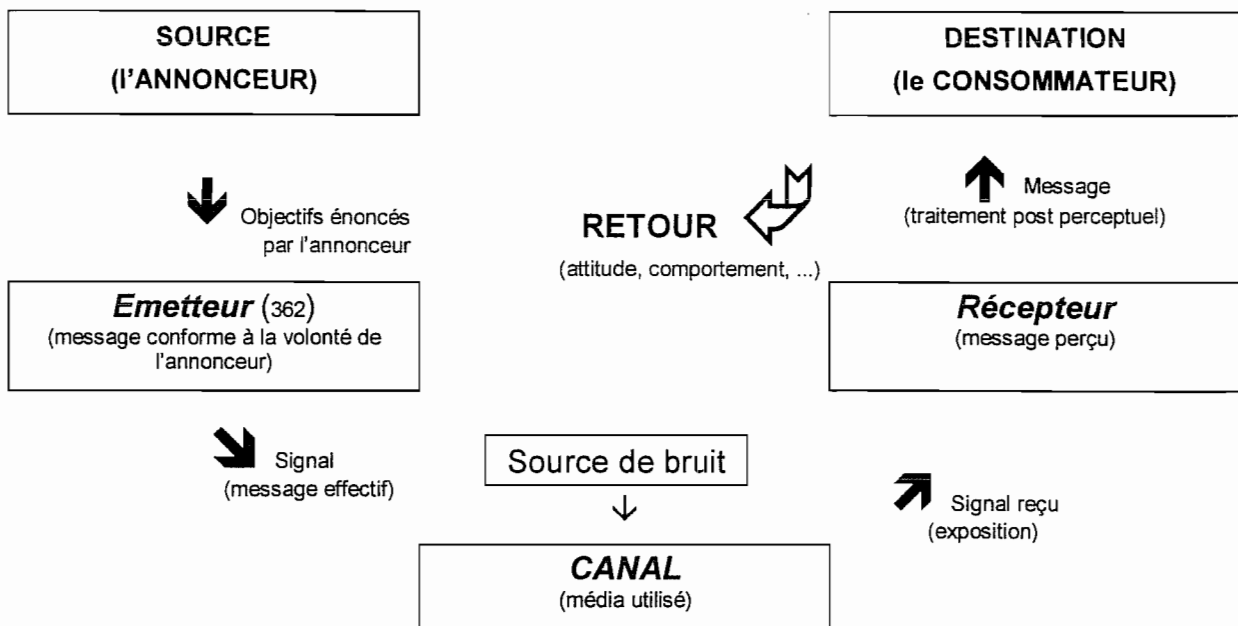 SOURCE
(l'ANNONCEUR)
DESTINATION
(le CONSOMMATEUR)
Objectifs énoncés
par l'annonceur
RETOUR
(attitude, comportement, ...)
Message
(traitement post perceptuel)
Emetteur (362)
(message conforme à la volonté de
l'annonceur)
Récepteur
(message perçu)
Signal
(message effectif)
Source de bruit
Signal reçu
(exposition)
CANAL
(média utilisé)